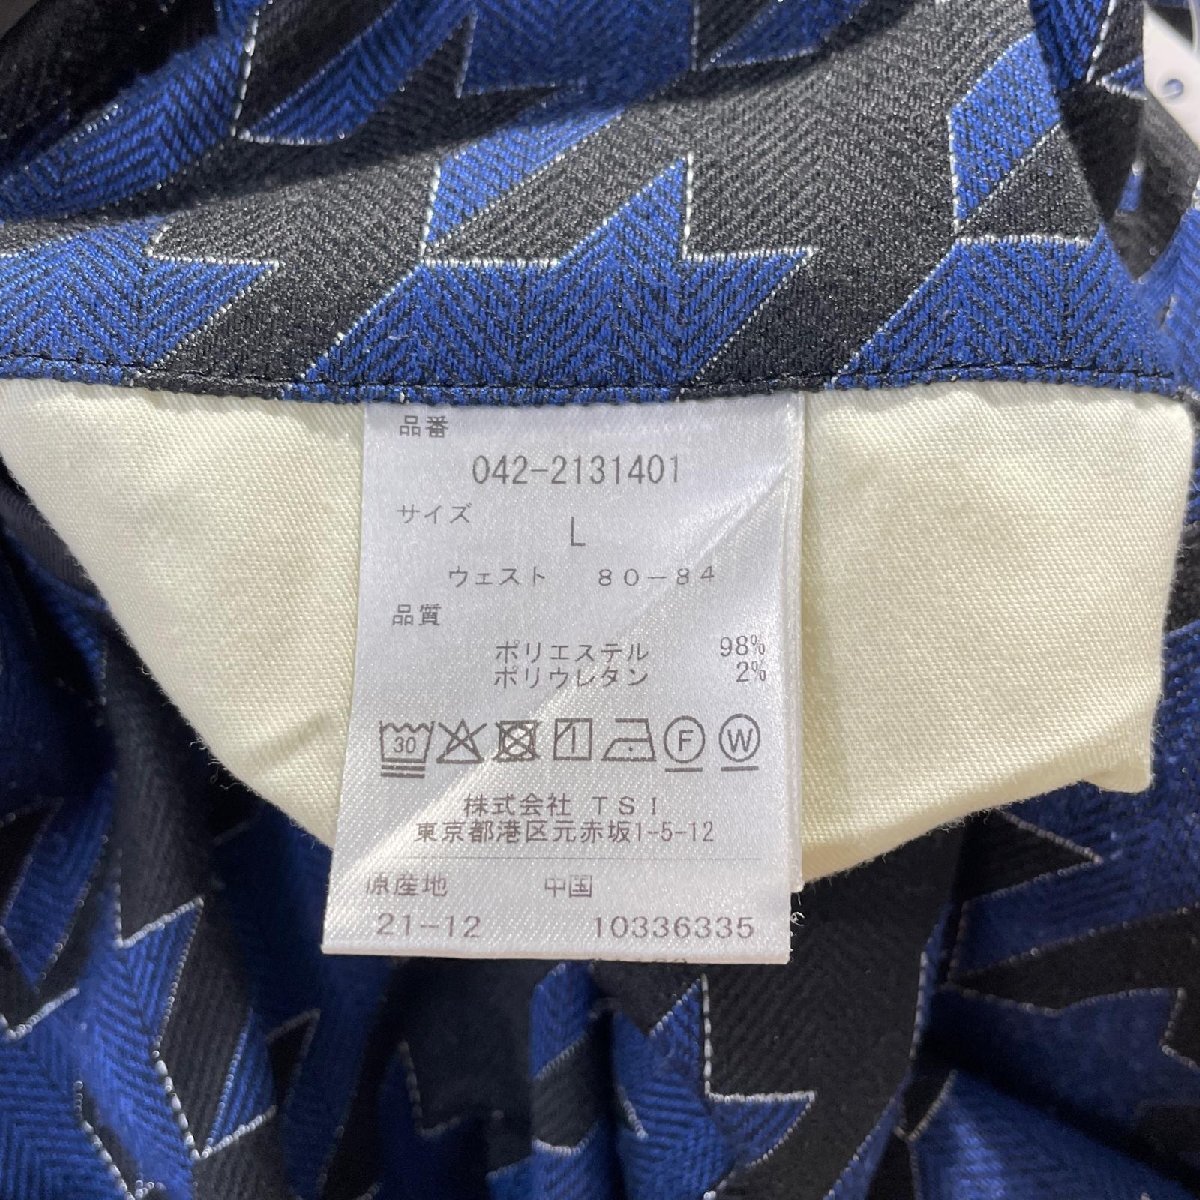 品番
042-2131401
サイズ
L
ウェスト 80-84
品質
ポリエステル 98%
ポリウレタン 2%
30 F W
株式会社 TSI
東京都港区元赤坂1-5-12
原産地 中国
21-12 10336335